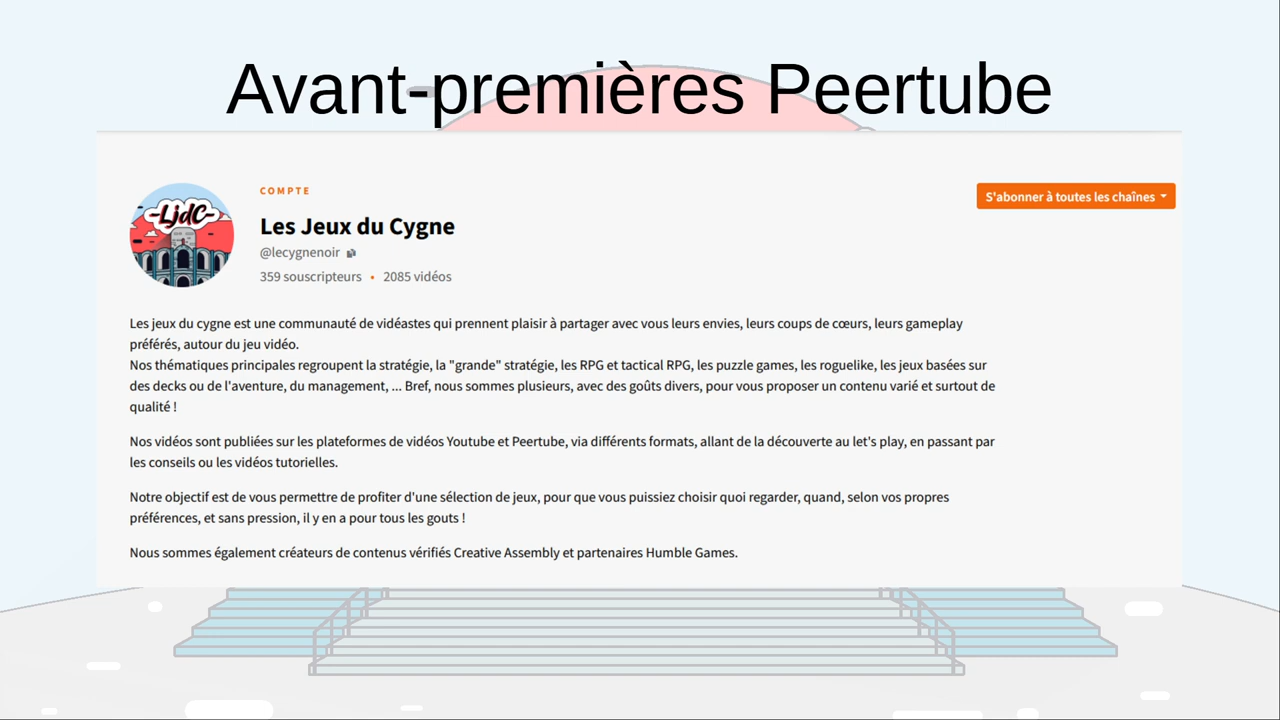 Avant-premières Peertube
-LjdC-
COMPTE
S'abonner à toutes les chaînes
Les Jeux du Cygne
@lecygnenoir
359 souscripteurs • 2085 vidéos
Les jeux du cygne est une communauté de vidéastes qui prennent plaisir à partager avec vous leurs envies, leurs coups de cœurs, leurs gameplay
préférés, autour du jeu vidéo.
Nos thématiques principales regroupent la stratégie, la "grande" stratégie, les RPG et tactical RPG, les puzzle games, les roguelike, les jeux basées sur
des decks ou de l'aventure, du management, ... Bref, nous sommes plusieurs, avec des goûts divers, pour vous proposer un contenu varié et surtout de
qualité !
Nos vidéos sont publiées sur les plateformes de vidéos Youtube et Peertube, via différents formats, allant de la découverte au let's play, en passant par
les conseils ou les vidéos tutorielles.
Notre objectif est de vous permettre de profiter d'une sélection de jeux, pour que vous puissiez choisir quoi regarder, quand, selon vos propres
préférences, et sans pression, il y en a pour tous les gouts !
Nous sommes également créateurs de contenus vérifiés Creative Assembly et partenaires Humble Games.